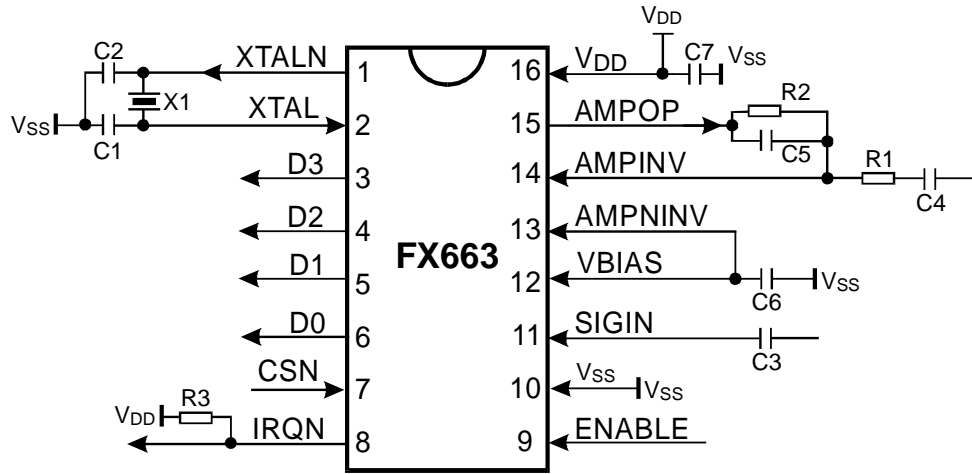 VDD
C2
XTALN
1
16
VDD
C7
VSS
X1
R2
VSS
XTAL
2
15
AMPOP
C1
C5
D3
3
14
AMPINV
R1
C4
D2
4
13
AMPNINV
FX663
D1
5
12
VBIAS
C6
VSS
D0
6
11
SIGIN
C3
CSN
7
10
VSS
VSS
R3
VDD
IRQN
8
9
ENABLE